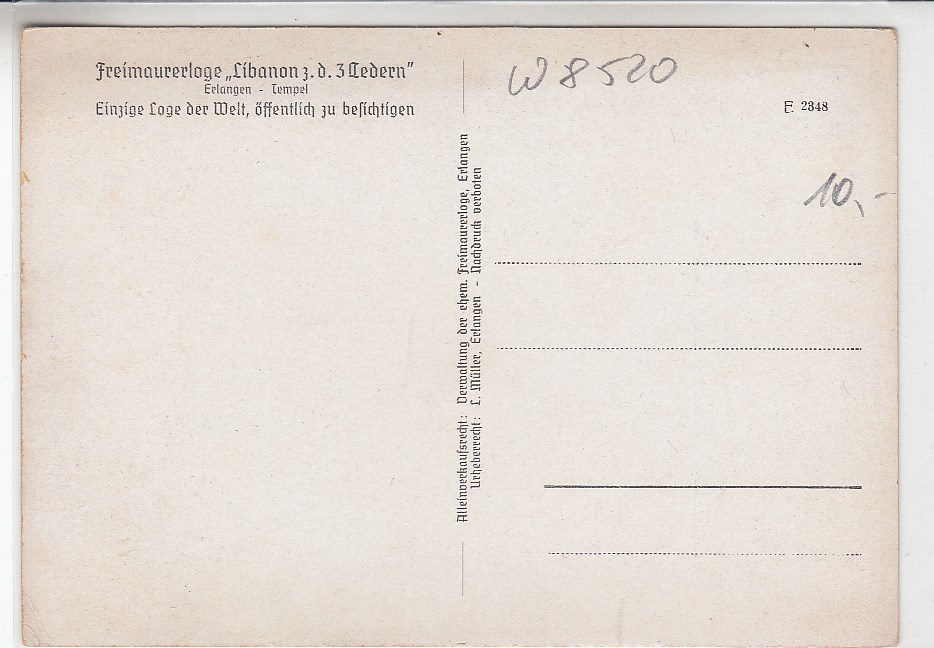 Freimaurerloge „Libanon z. d. 3 Cedern"
Erlangen - Tempel
Einzige Loge der Welt, öffentlich zu besichtigen
Alleinverkaufsrecht: Verwaltung der ehem. Freimaurerloge, Erlangen
Urheberrecht: L. Müller, Erlangen - Nachdruck verboten
W 8520
F. 2348
10,-